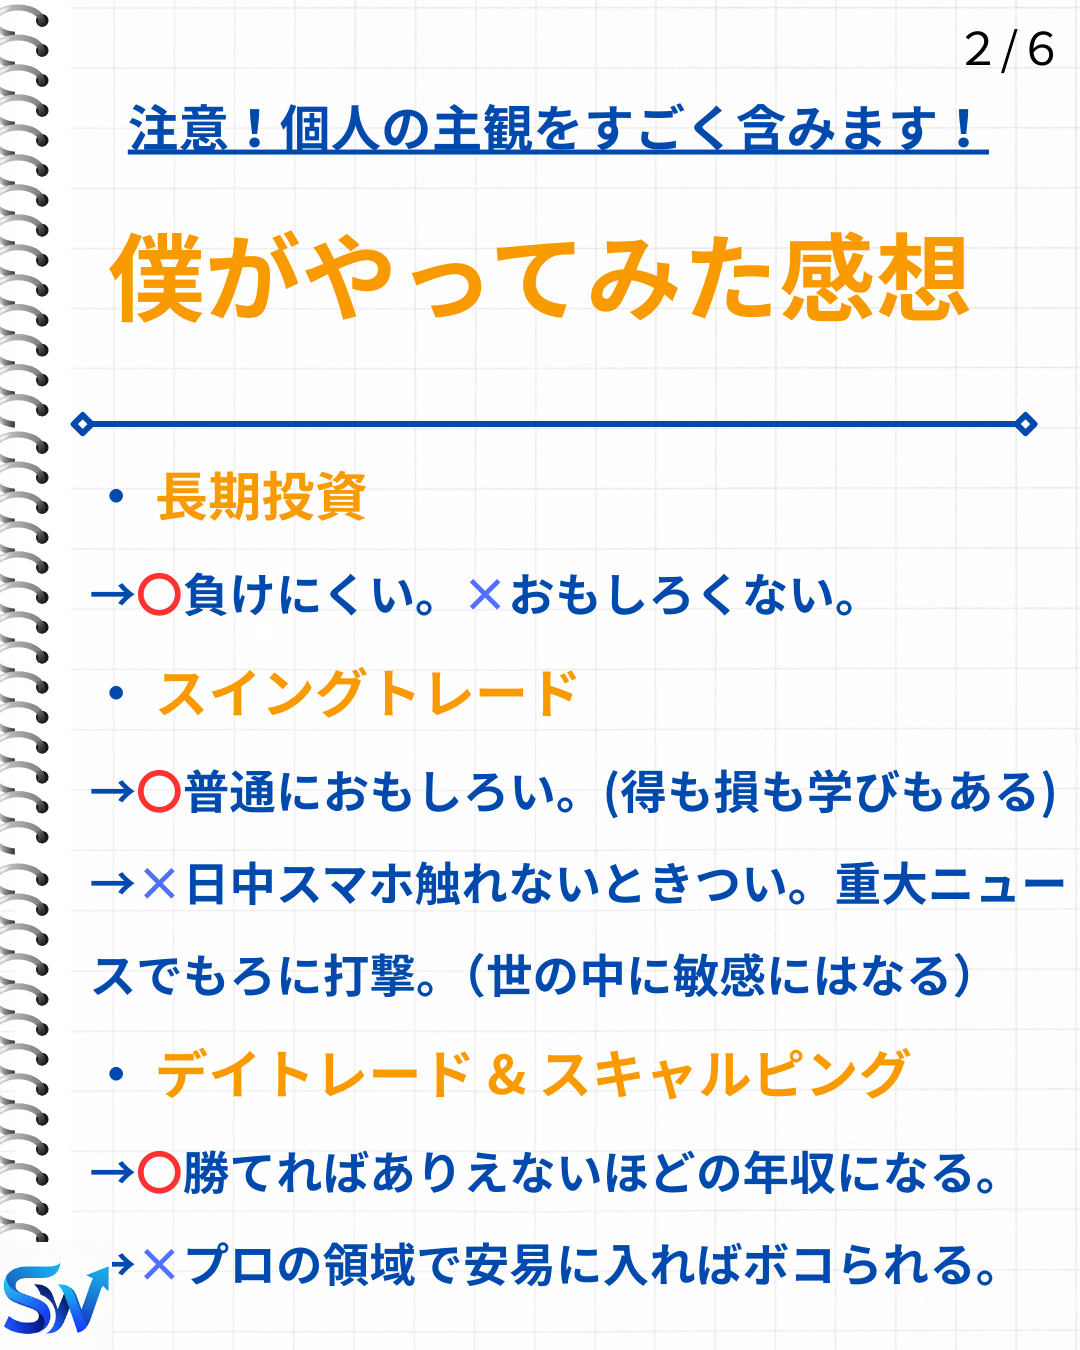 2/6
注意！個人の主観をすごく含みます！
僕がやってみた感想
• 長期投資
→〇負けにくい。×おもしろくない。
• スイングトレード
→〇普通におもしろい。(得も損も学びもある)
→×日中スマホ触れないときつい。重大ニュー
スでもろに打撃。（世の中に敏感にはなる）
• デイトレード & スキャルピング
→〇勝てればありえないほどの年収になる。
→×プロの領域で安易に入ればボコられる。
SW